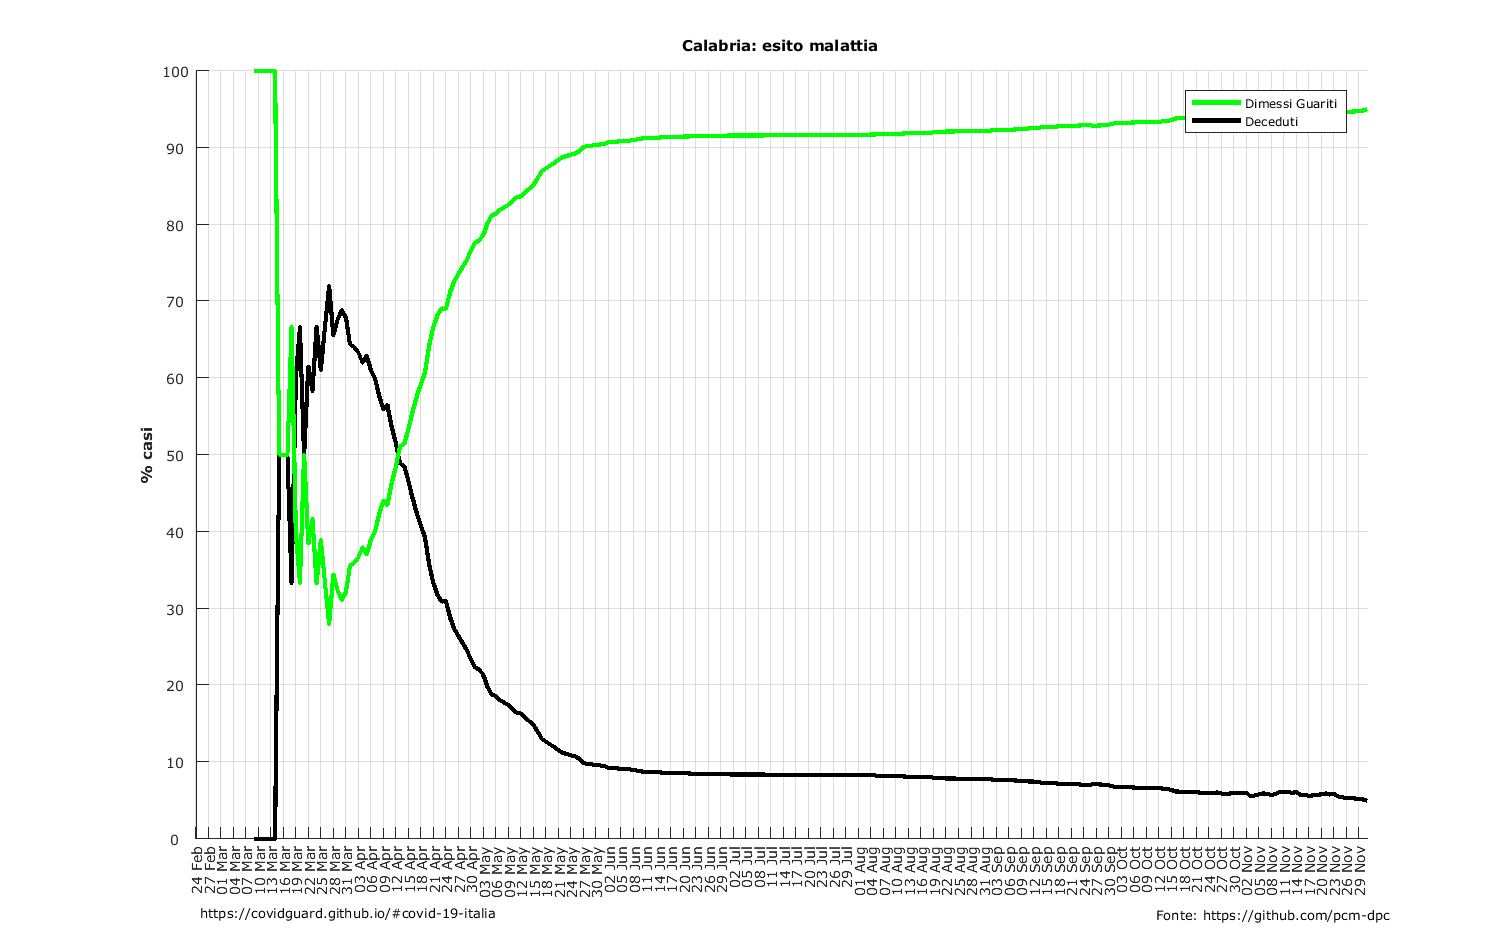 Calabria: esito malattia
Dimessi Guariti
Deceduti
% casi
100
90
80
70
60
50
40
30
20
10
0
24 Feb
27 Feb
01 Mar
04 Mar
07 Mar
10 Mar
13 Mar
16 Mar
19 Mar
22 Mar
25 Mar
28 Mar
31 Mar
03 Apr
06 Apr
09 Apr
12 Apr
15 Apr
18 Apr
21 Apr
24 Apr
27 Apr
30 Apr
03 May
06 May
09 May
12 May
15 May
18 May
21 May
24 May
27 May
30 May
02 Jun
05 Jun
08 Jun
11 Jun
14 Jun
17 Jun
20 Jun
23 Jun
26 Jun
29 Jun
02 Jul
05 Jul
08 Jul
11 Jul
14 Jul
17 Jul
20 Jul
23 Jul
26 Jul
29 Jul
01 Aug
04 Aug
07 Aug
10 Aug
13 Aug
16 Aug
19 Aug
22 Aug
25 Aug
28 Aug
31 Aug
03 Sep
06 Sep
09 Sep
12 Sep
15 Sep
18 Sep
21 Sep
24 Sep
27 Sep
30 Sep
03 Oct
06 Oct
09 Oct
12 Oct
15 Oct
18 Oct
21 Oct
24 Oct
27 Oct
30 Oct
02 Nov
05 Nov
08 Nov
11 Nov
14 Nov
17 Nov
20 Nov
23 Nov
26 Nov
29 Nov
https://covidguard.github.io/#covid-19-italia
Fonte: https://github.com/pcm-dpc